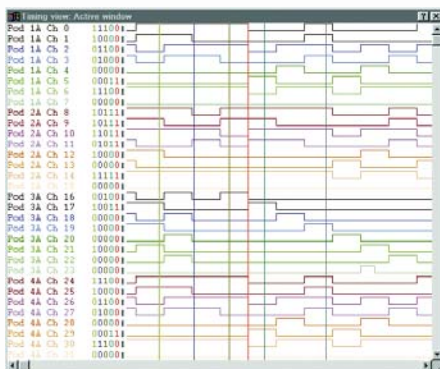 Timing view: Active window
Pod 1A Ch 0 11100
Pod 1A Ch 1 10000
Pod 1A Ch 2 01100
Pod 1A Ch 3 01000
Pod 1A Ch 4 00000
Pod 1A Ch 5 00011
Pod 1A Ch 6 11100
Pod 1A Ch 7 00000
Pod 2A Ch 8 10111
Pod 2A Ch 9 10111
Pod 2A Ch 10 10111
Pod 2A Ch 11 01011
Pod 2A Ch 12 10000
Pod 2A Ch 13 00000
Pod 2A Ch 14 11111
00000
Pod 3A Ch 16 00100
Pod 3A Ch 17 10011
Pod 3A Ch 18 00000
Pod 3A Ch 19 10000
Pod 3A Ch 20 00000
Pod 3A Ch 21 10000
Pod 3A Ch 22 00000
Pod 3A Ch 23 00000
Pod 4A Ch 24 11100
Pod 4A Ch 25 10000
Pod 4A Ch 26 01100
Pod 4A Ch 27 01000
Pod 4A Ch 28 00000
Pod 4A Ch 29 00011
Pod 4A Ch 30 11100
00000